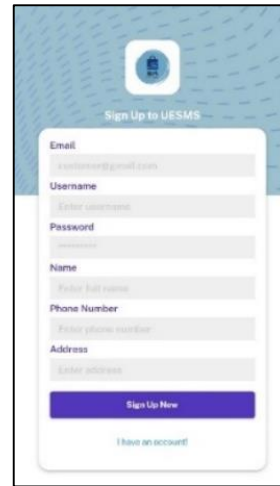 Sign Up to UESMS
Email
Username
Enter username
Password
Name
Enter full name
Phone Number
Enter phone number
Address
Enter address
Sign Up Now
I have an account!